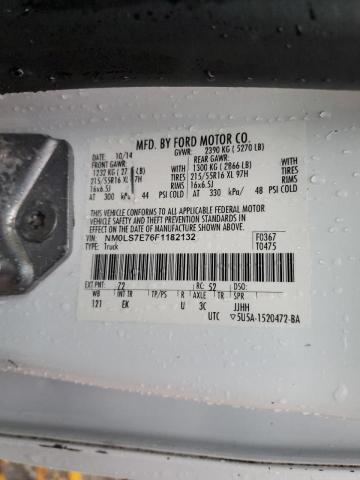 MFD. BY FORD MOTOR CO.
10/14 GVWR: 2390 KG ( 5270 LB)
FRONT GAWR: REAR GAWR:
1232 KG ( 27 LB) WITH 1300 KG ( 2866 LB) WITH
215/55R16 XL 97H TIRES 215/55R16 XL 97H TIRES
16x6.5J RIMS 16x6.5J RIMS
AT 300 kPa/ 44 PSI COLD AT 330 kPa/ 48 PSI COLD
THIS VEHICLE CONFORMS TO ALL APPLICABLE FEDERAL MOTOR
VEHICLE SAFETY AND THEFT PREVENTION STANDARDS IN
EFFECT ON THE DATE OF MANUFACTURE SHOWN ABOVE.
VIN: NM0LS7E76F1182132 F0367
TYPE: Truck T0475
EXT PNT: Z2 RC: 52 DSO:
WB INT TR TP/PS R AXLE TR SPR
121 EK U 3C JJHH
UTC 5U5A-1520472-BA